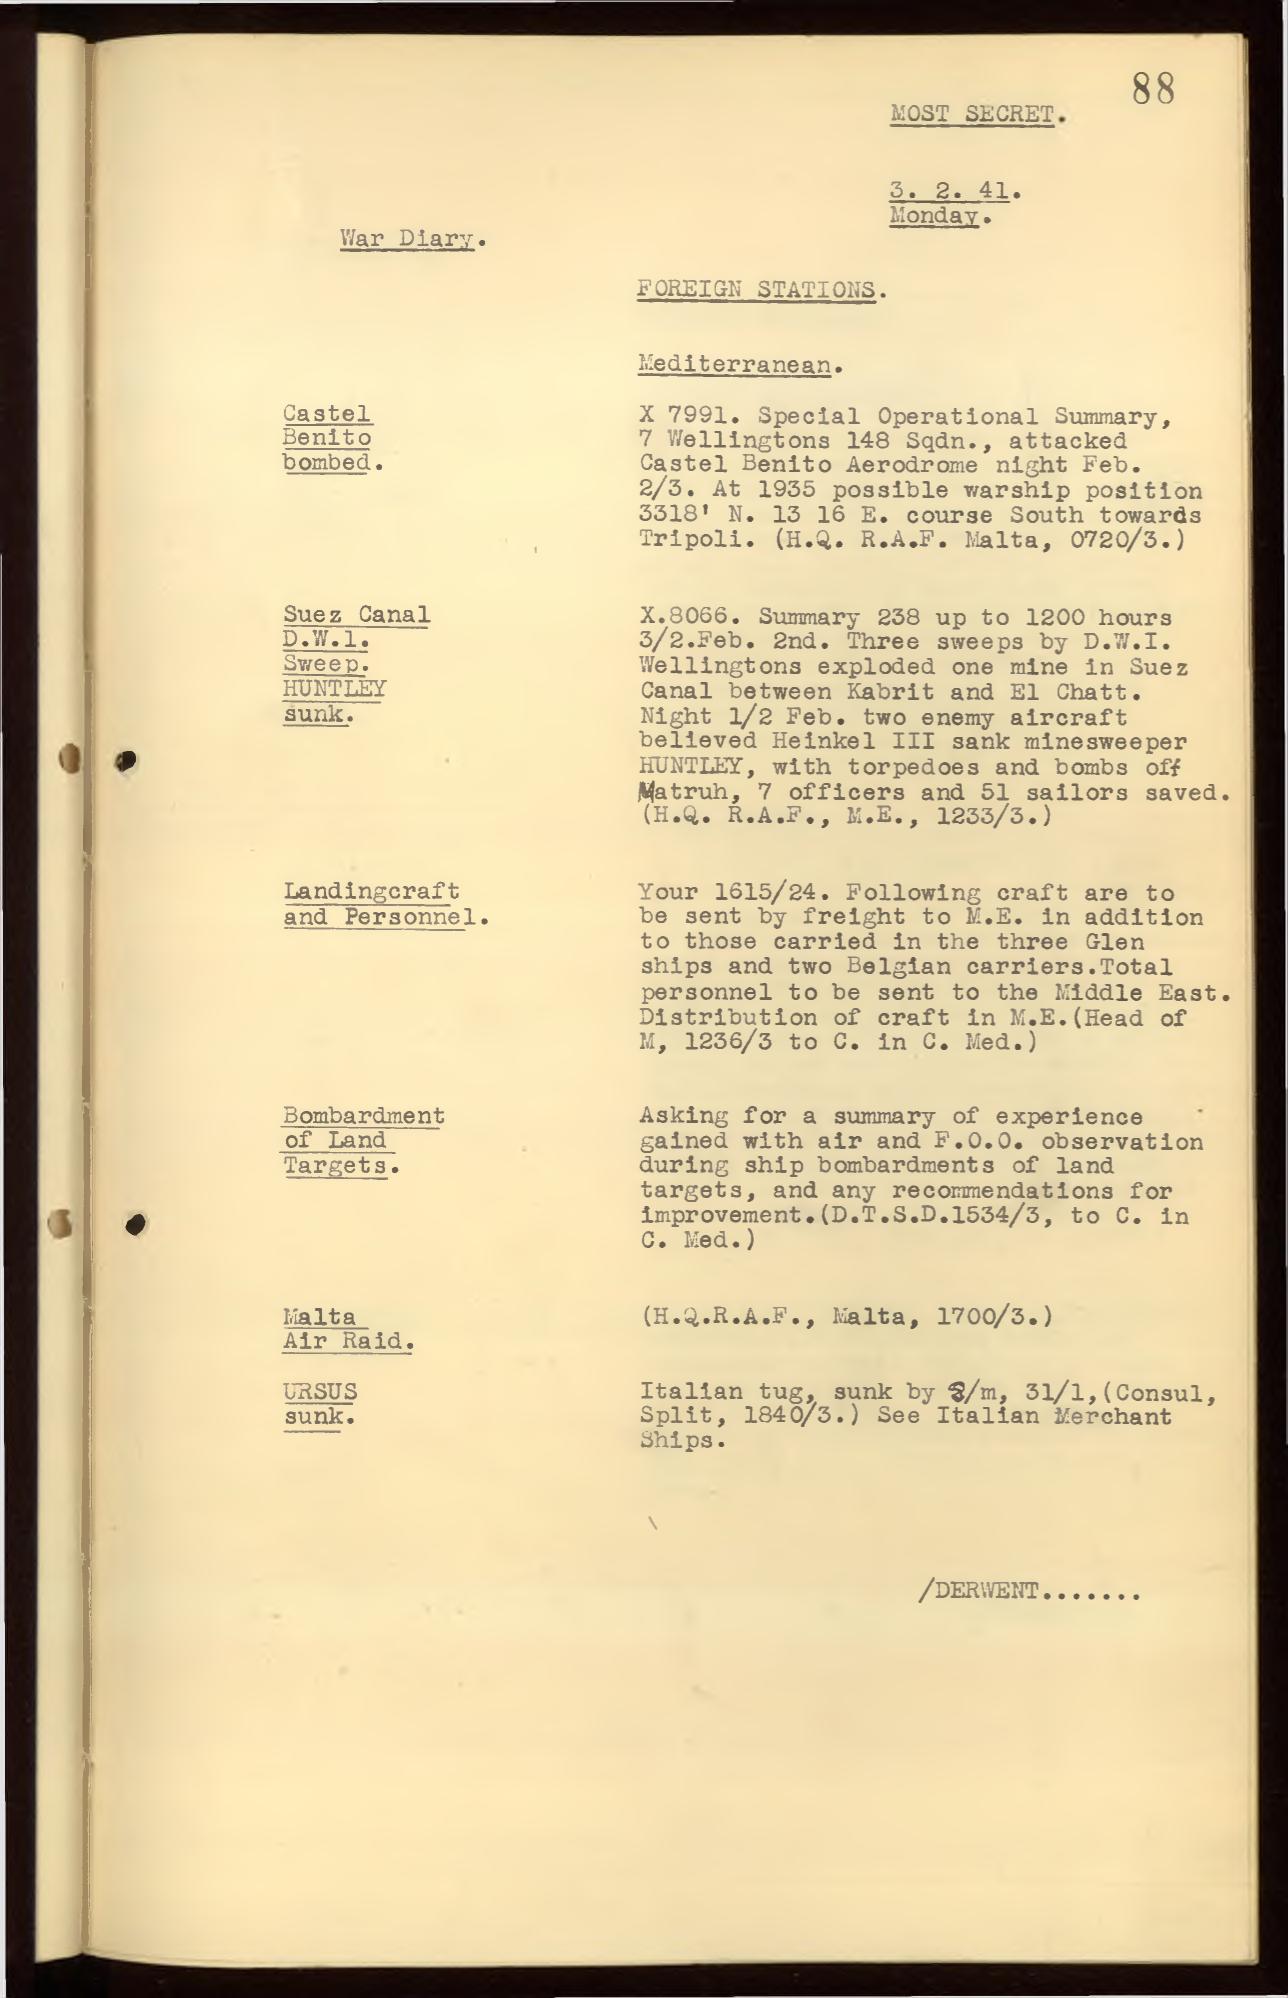 88
MOST SECRET.
3. 2. 41.
Monday.
War Diary.
FOREIGN STATIONS.
Mediterranean.
Castel
Benito
bombed.
X 7991. Special Operational Summary,
7 Wellingtons 148 Sqdn., attacked
Castel Benito Aerodrome night Feb.
2/3. At 1935 possible warship position
3318' N. 13 16 E. course South towards
Tripoli. (H.Q. R.A.F. Malta, 0720/3.)
Suez Canal
D.W.l.
Sweep.
HUNTLEY
sunk.
X.8066. Summary 238 up to 1200 hours
3/2.Feb. 2nd. Three sweeps by D.W.I.
Wellingtons exploded one mine in Suez
Canal between Kabrit and El Chatt.
Night 1/2 Feb. two enemy aircraft
believed Heinkel III sank minesweeper
HUNTLEY, with torpedoes and bombs off
Matruh, 7 officers and 51 sailors saved.
(H.Q. R.A.F., M.E., 1233/3.)
Landingcraft
and Personnel.
Your 1615/24. Following craft are to
be sent by freight to M.E. in addition
to those carried in the three Glen
ships and two Belgian carriers.Total
personnel to be sent to the Middle East.
Distribution of craft in M.E.(Head of
M, 1236/3 to C. in C. Med.)
Bombardment
of Land
Targets.
Asking for a summary of experience
gained with air and F.O.O. observation
during ship bombardments of land
targets, and any recommendations for
improvement.(D.T.S.D.1534/3, to C. in
C. Med.)
Malta
Air Raid.
(H.Q.R.A.F., Malta, 1700/3.)
URSUS
sunk.
Italian tug, sunk by S/m, 31/1,(Consul,
Split, 1840/3.) See Italian Merchant
Ships.
/DERWENT.......